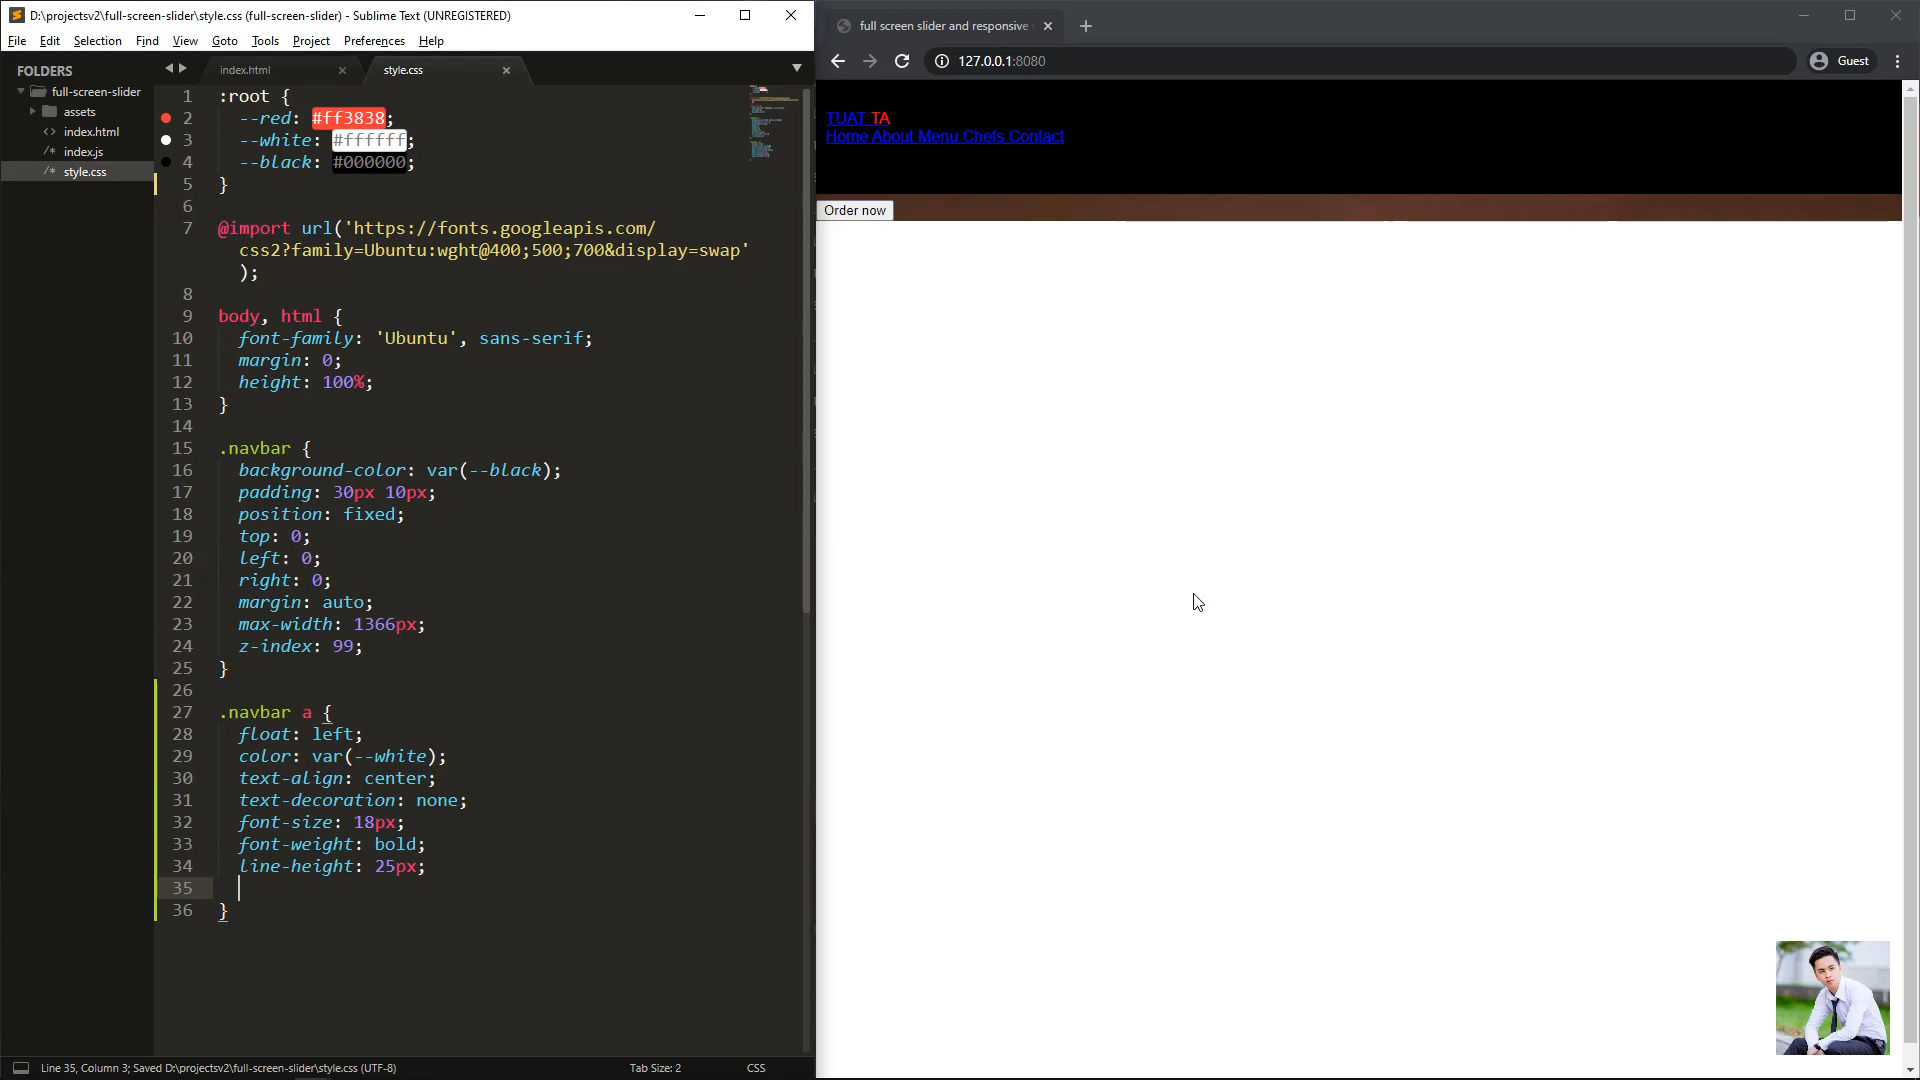 D:\projectsv2\full-screen-slider\style.css (full-screen-slider) - Sublime Text (UNREGISTERED)
File Edit Selection Find View Goto Tools Project Preferences Help
FOLDERS
full-screen-slider
assets
index.html
index.js
style.css
index.html
style.css
1 :root {
2 --red: #ff3838;
3 --white: #ffffff;
4 --black: #000000;
5 }
6
7 @import url('https://fonts.googleapis.com/
css2?family=Ubuntu:wght@400;500;700&display=swap'
);
8
9 body, html {
10 font-family: 'Ubuntu', sans-serif;
11 margin: 0;
12 height: 100%;
13 }
14
15 .navbar {
16 background-color: var(--black);
17 padding: 30px 10px;
18 position: fixed;
19 top: 0;
20 left: 0;
21 right: 0;
22 margin: auto;
23 max-width: 1366px;
24 z-index: 99;
25 }
26
27 .navbar a {
28 float: left;
29 color: var(--white);
30 text-align: center;
31 text-decoration: none;
32 font-size: 18px;
33 font-weight: bold;
34 line-height: 25px;
35
36 }
Line 35, Column 3; Saved D:\projectsv2\full-screen-slider\style.css (UTF-8)
Tab Size: 2
CSS
full screen slider and responsive
127.0.0.1:8080
Guest
TUAT TA
Home About Menu Chefs Contact
Order now